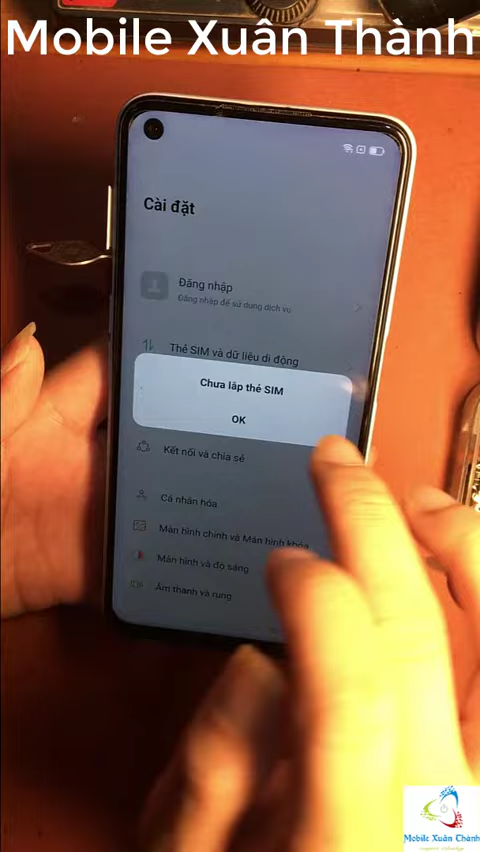 Mobile Xuân Thành
Cài đặt
Đăng nhập
Đăng nhập để sử dụng dịch vụ
Thẻ SIM và dữ liệu di động
Chưa lắp thẻ SIM
OK
Kết nối và chia sẻ
Cá nhân hóa
Màn hình chính và Màn hình khóa
Màn hình và độ sáng
Âm thanh và rung
Mobile Xuân Thành